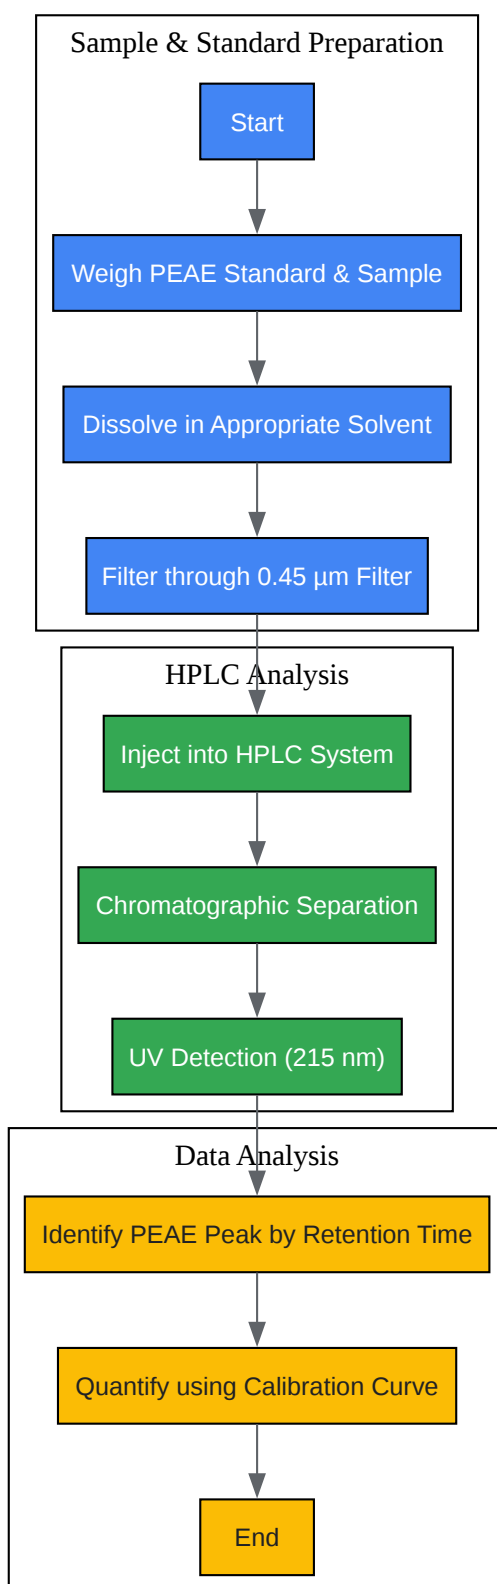 Sample & Standard Preparation
Start
Weigh PEAE Standard & Sample
Dissolve in Appropriate Solvent
Filter through 0.45 µm Filter
HPLC Analysis
Inject into HPLC System
Chromatographic Separation
UV Detection (215 nm)
Data Analysis
Identify PEAE Peak by Retention Time
Quantify using Calibration Curve
End